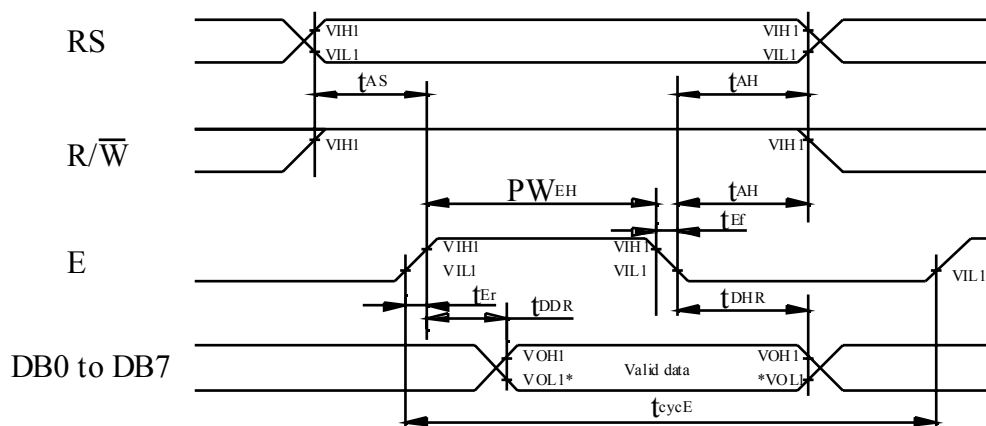 RS VIH1 VIL1 VIH1 VIL1
tAS tAH
R/W̅ VIH1 VIH1
PWEH tAH
tEf
E VIH1 VIL1 VIH1 VIL1 VIL1
tEr tDDR tDHR
DB0 to DB7 VOH1 VOL1* Valid data VOH1 *VOL1
tcycE